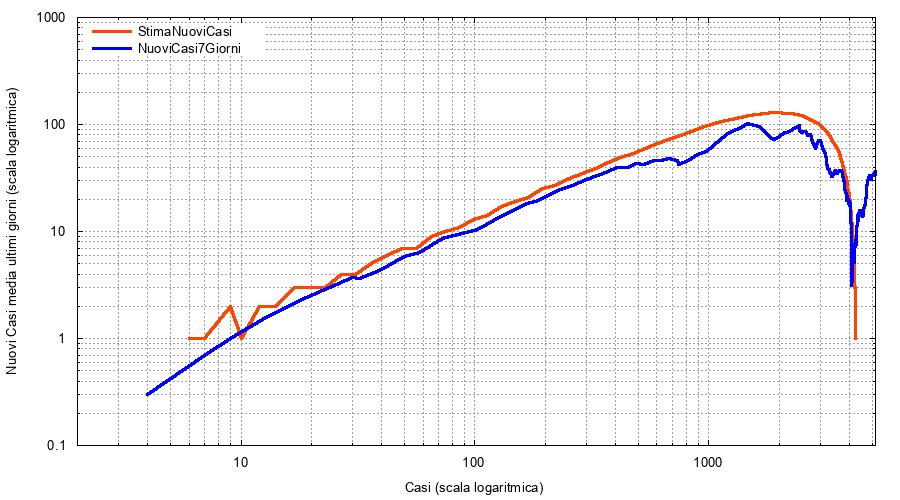 1000
StimaNuoviCasi
NuoviCasi7Giorni
100
10
1
0.1
10
100
1000
Nuovi Casi media ultimi giorni (scala logaritmica)
Casi (scala logaritmica)